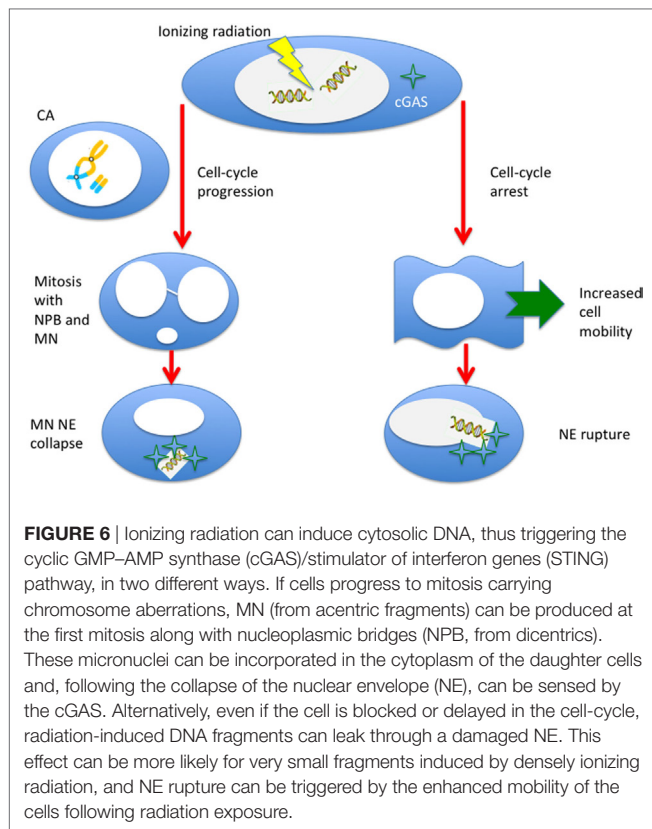 Ionizing radiation
cGAS
CA
Cell-cycle
progression
Cell-cycle
arrest
Mitosis
with
NPB and
MN
Increased
cell
mobility
MN NE
collapse
NE rupture
FIGURE 6 | Ionizing radiation can induce cytosolic DNA, thus triggering the
cyclic GMP–AMP synthase (cGAS)/stimulator of interferon genes (STING)
pathway, in two different ways. If cells progress to mitosis carrying
chromosome aberrations, MN (from acentric fragments) can be produced at
the first mitosis along with nucleoplasmic bridges (NPB, from dicentrics).
These micronuclei can be incorporated in the cytoplasm of the daughter cells
and, following the collapse of the nuclear envelope (NE), can be sensed by
the cGAS. Alternatively, even if the cell is blocked or delayed in the cell-cycle,
radiation-induced DNA fragments can leak through a damaged NE. This
effect can be more likely for very small fragments induced by densely ionizing
radiation, and NE rupture can be triggered by the enhanced mobility of the
cells following radiation exposure.